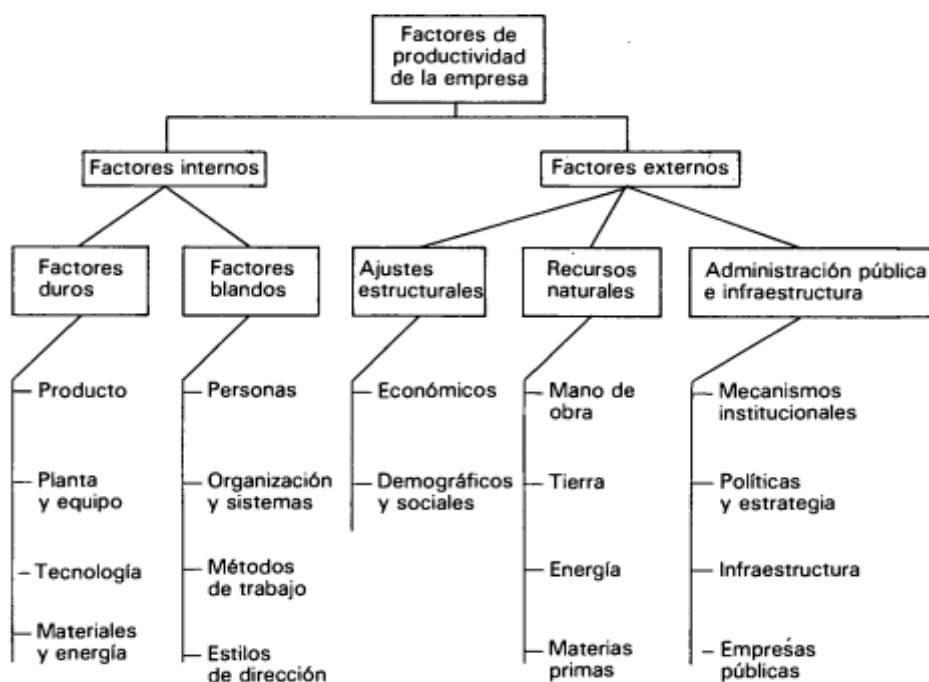 Factores de
productividad
de la empresa
Factores internos
Factores externos
Factores
duros
Factores
blandos
Ajustes
estructurales
Recursos
naturales
Administración pública
e infraestructura
Producto
Planta
y equipo
Tecnología
Materiales
y energía
Personas
Organización
y sistemas
Métodos
de trabajo
Estilos
de dirección
Económicos
Demográficos
y sociales
Mano de
obra
Tierra
Energía
Materias
primas
Mecanismos
institucionales
Políticas
y estrategia
Infraestructura
Empresas
públicas